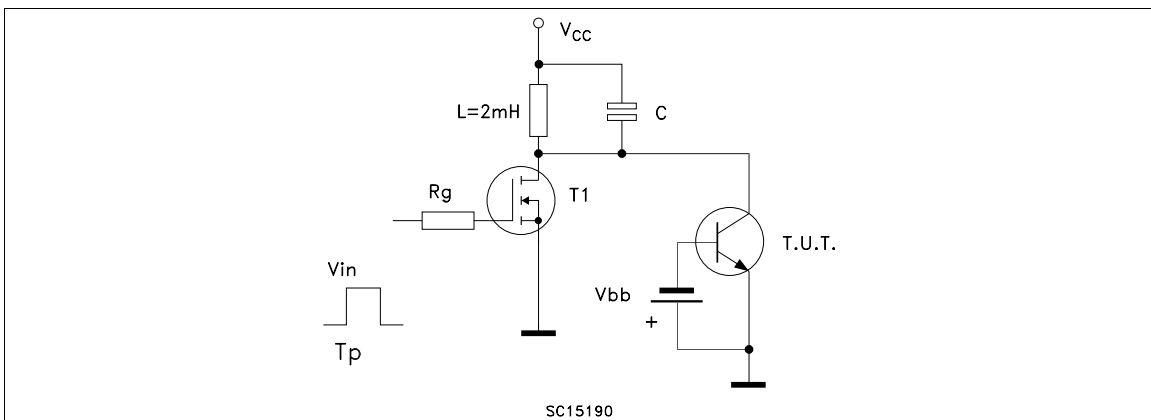 VCC
L=2mH
C
Rg
T1
T.U.T.
Vin
Vbb
+
Tp
SC15190